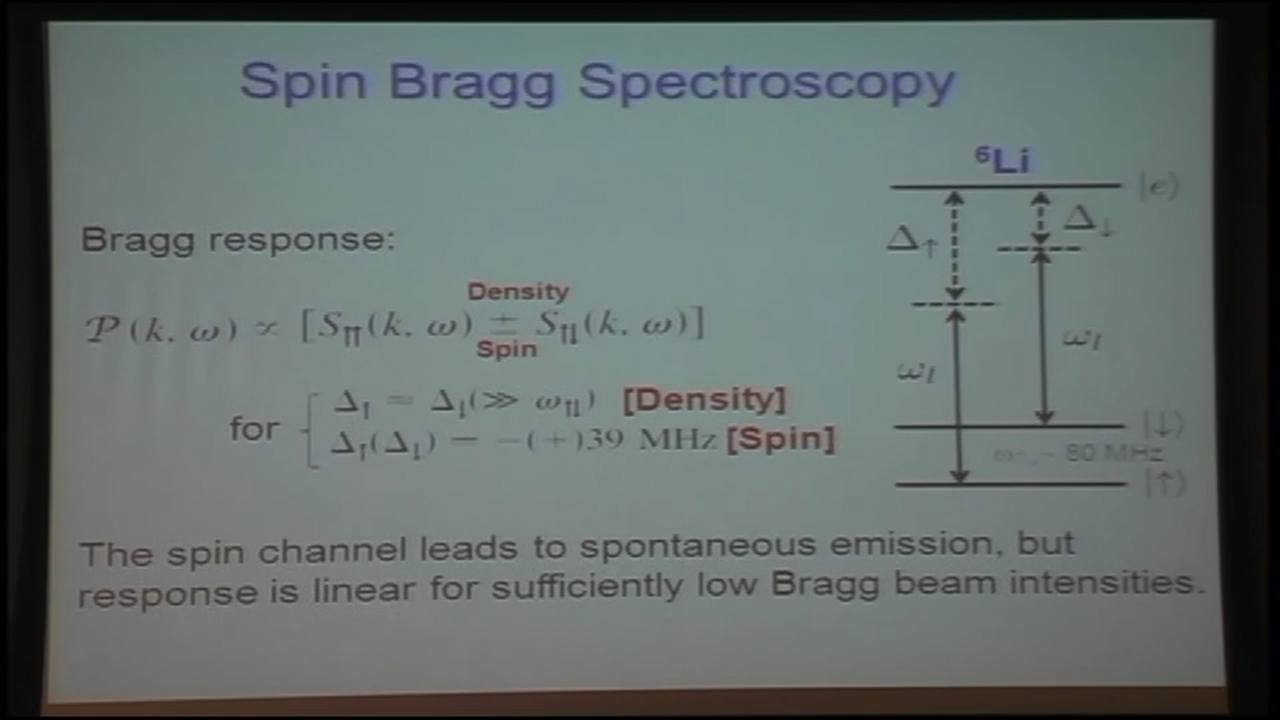 Spin Bragg Spectroscopy
⁶Li
|e⟩
Δ↑
Δ↓
Bragg response:
Density
P(k, ω) ∝ [S↑↑(k, ω) ± S↑↓(k, ω)]
Spin
ω_l
ω_l
for { Δ↑ = Δ↓(≫ ω↑↓) [Density]
Δ↑(Δ↓) = −(+)39 MHz [Spin]
|↓⟩
80 MHz
|↑⟩
The spin channel leads to spontaneous emission, but
response is linear for sufficiently low Bragg beam intensities.